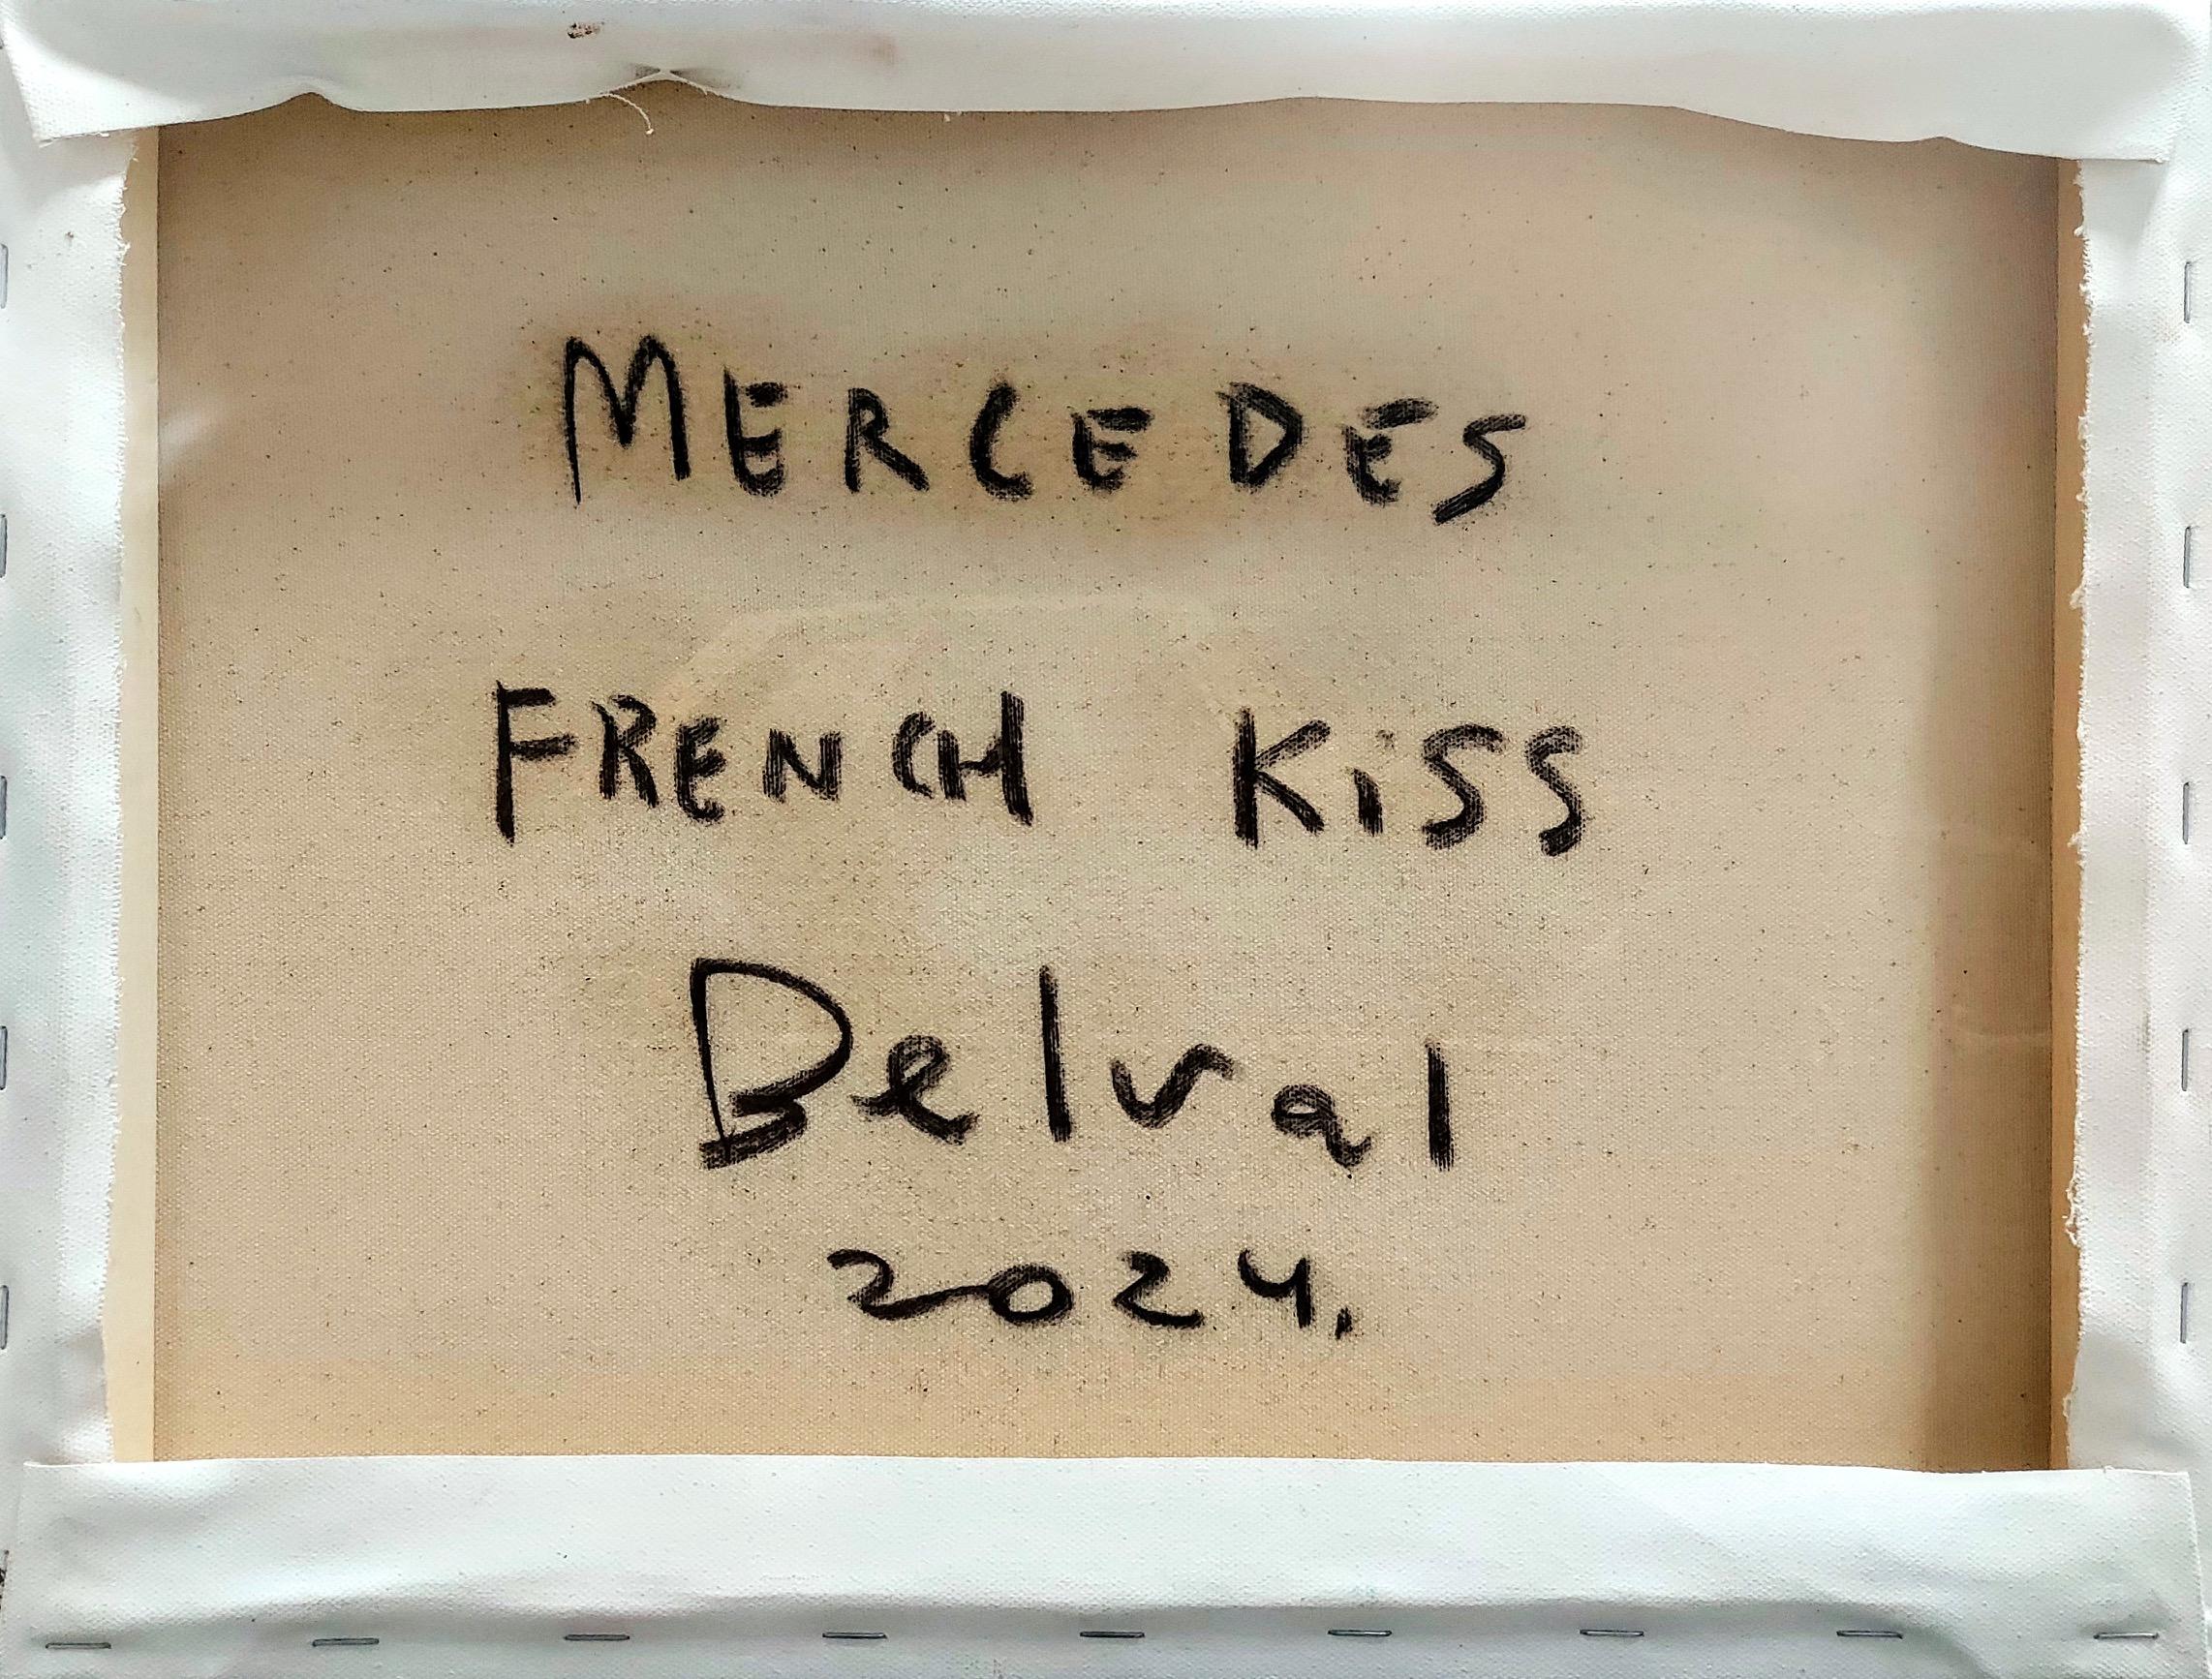 MERCEDES
FRENCH KiSS
Delval
2024.